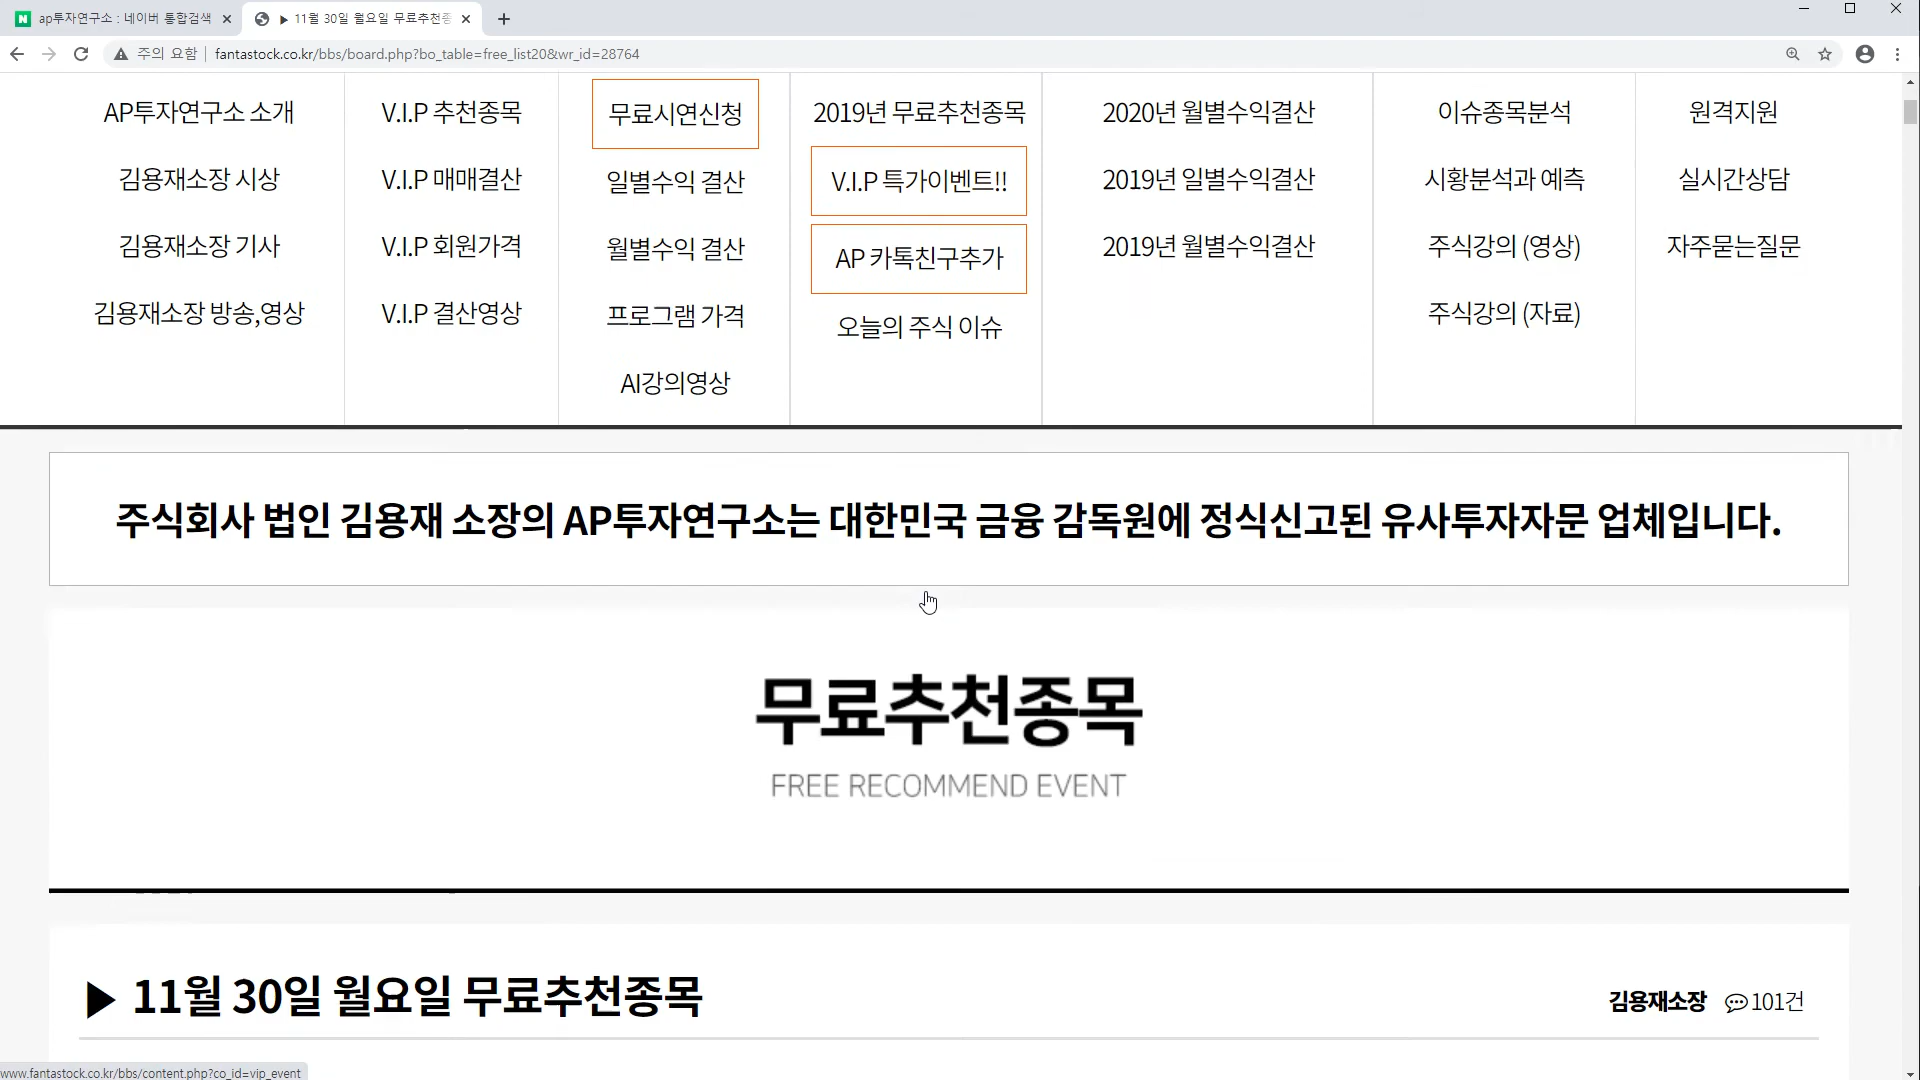 ap투자연구소 : 네이버 통합검색
▶ 11월 30일 월요일 무료추천종
주의 요함
fantastock.co.kr/bbs/board.php?bo_table=free_list20&wr_id=28764
AP투자연구소 소개
V.I.P 추천종목
무료시연신청
2019년 무료추천종목
2020년 월별수익결산
이슈종목분석
원격지원
김용재소장 시상
V.I.P 매매결산
일별수익 결산
V.I.P 특가이벤트!!
2019년 일별수익결산
시황분석과 예측
실시간상담
김용재소장 기사
V.I.P 회원가격
월별수익 결산
AP 카톡친구추가
2019년 월별수익결산
주식강의 (영상)
자주묻는질문
김용재소장 방송,영상
V.I.P 결산영상
프로그램 가격
오늘의 주식 이슈
주식강의 (자료)
AI강의영상
주식회사 법인 김용재 소장의 AP투자연구소는 대한민국 금융 감독원에 정식신고된 유사투자자문 업체입니다.
무료추천종목
FREE RECOMMEND EVENT
▶ 11월 30일 월요일 무료추천종목
김용재소장 101건
www.fantastock.co.kr/bbs/content.php?co_id=vip_event